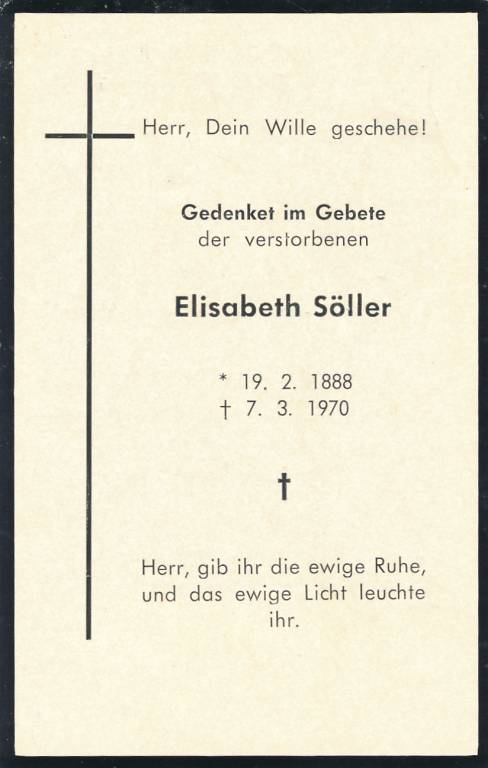 Herr, Dein Wille geschehe!
Gedenket im Gebete
der verstorbenen
Elisabeth Söller
* 19. 2. 1888
† 7. 3. 1970
†
Herr, gib ihr die ewige Ruhe,
und das ewige Licht leuchte
ihr.